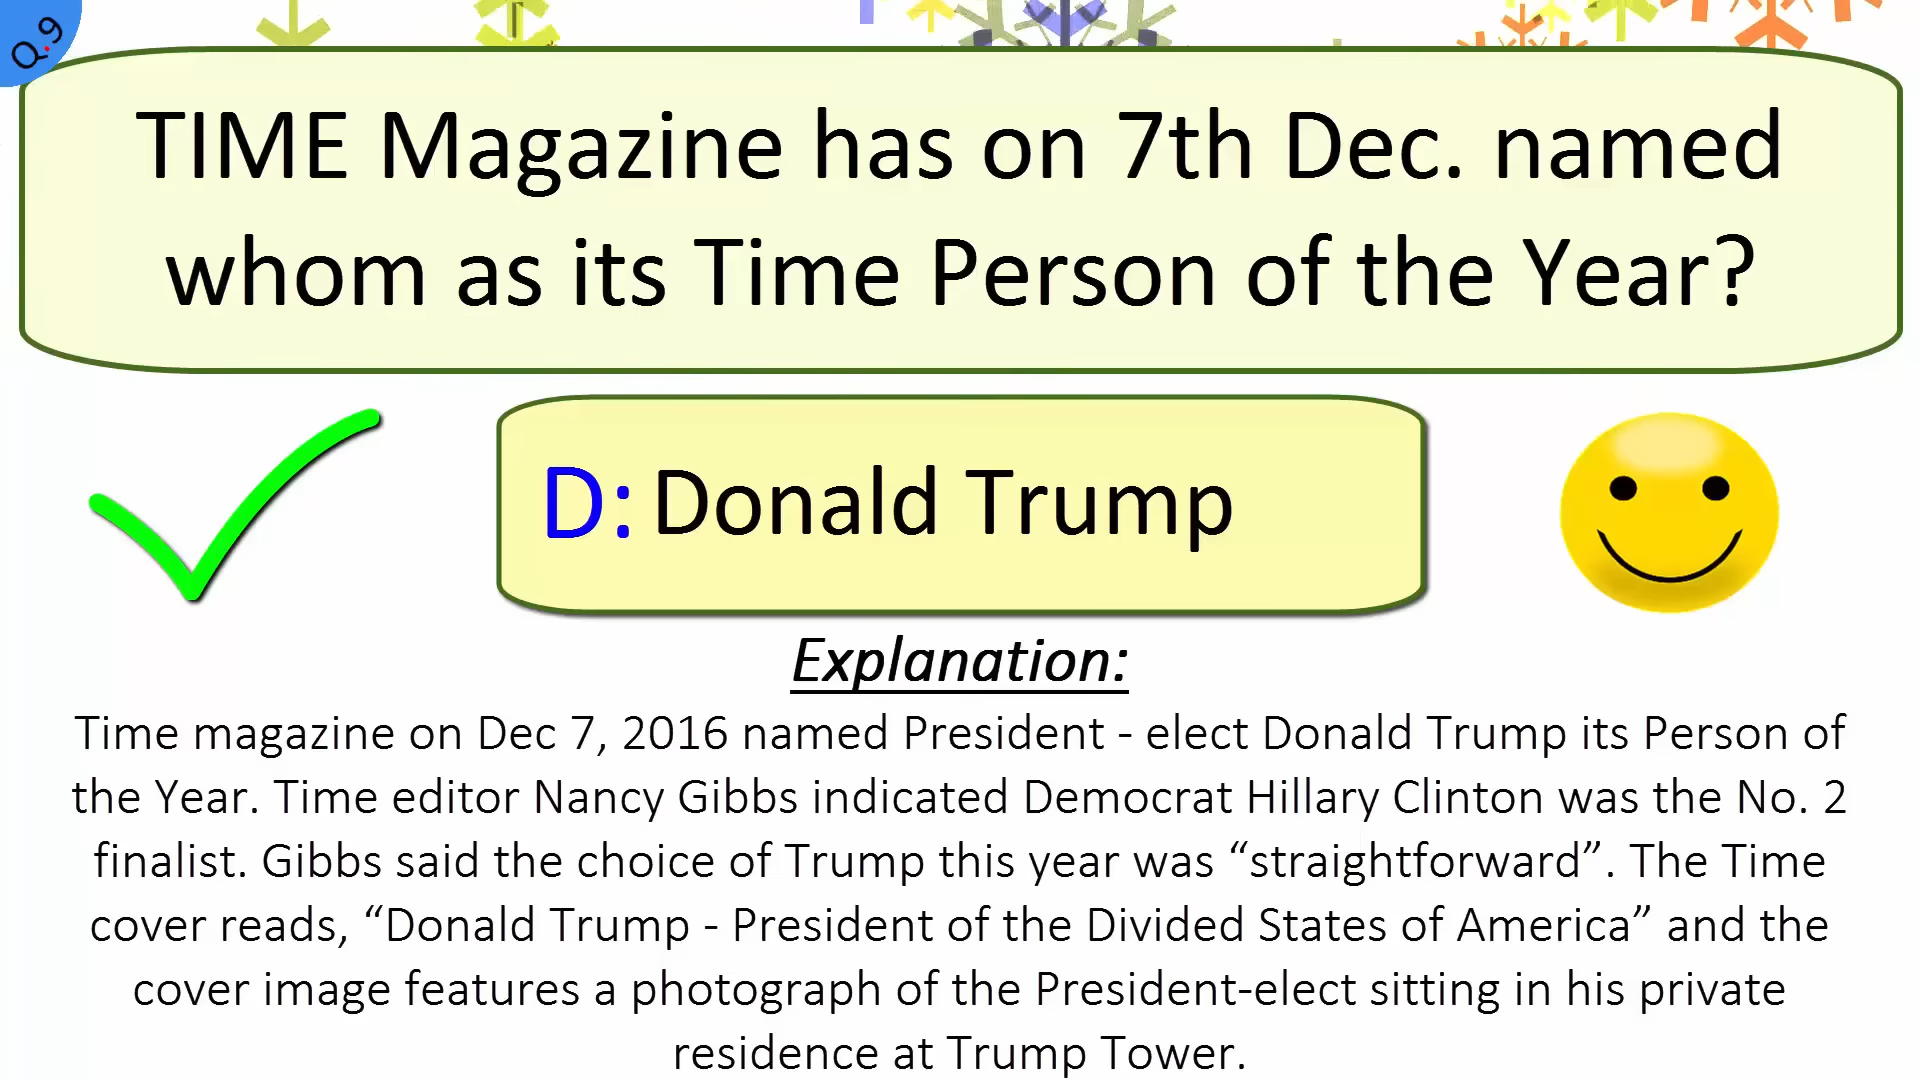 Q.9
TIME Magazine has on 7th Dec. named
whom as its Time Person of the Year?
D: Donald Trump
Explanation:
Time magazine on Dec 7, 2016 named President - elect Donald Trump its Person of
the Year. Time editor Nancy Gibbs indicated Democrat Hillary Clinton was the No. 2
finalist. Gibbs said the choice of Trump this year was “straightforward”. The Time
cover reads, “Donald Trump - President of the Divided States of America” and the
cover image features a photograph of the President-elect sitting in his private
residence at Trump Tower.